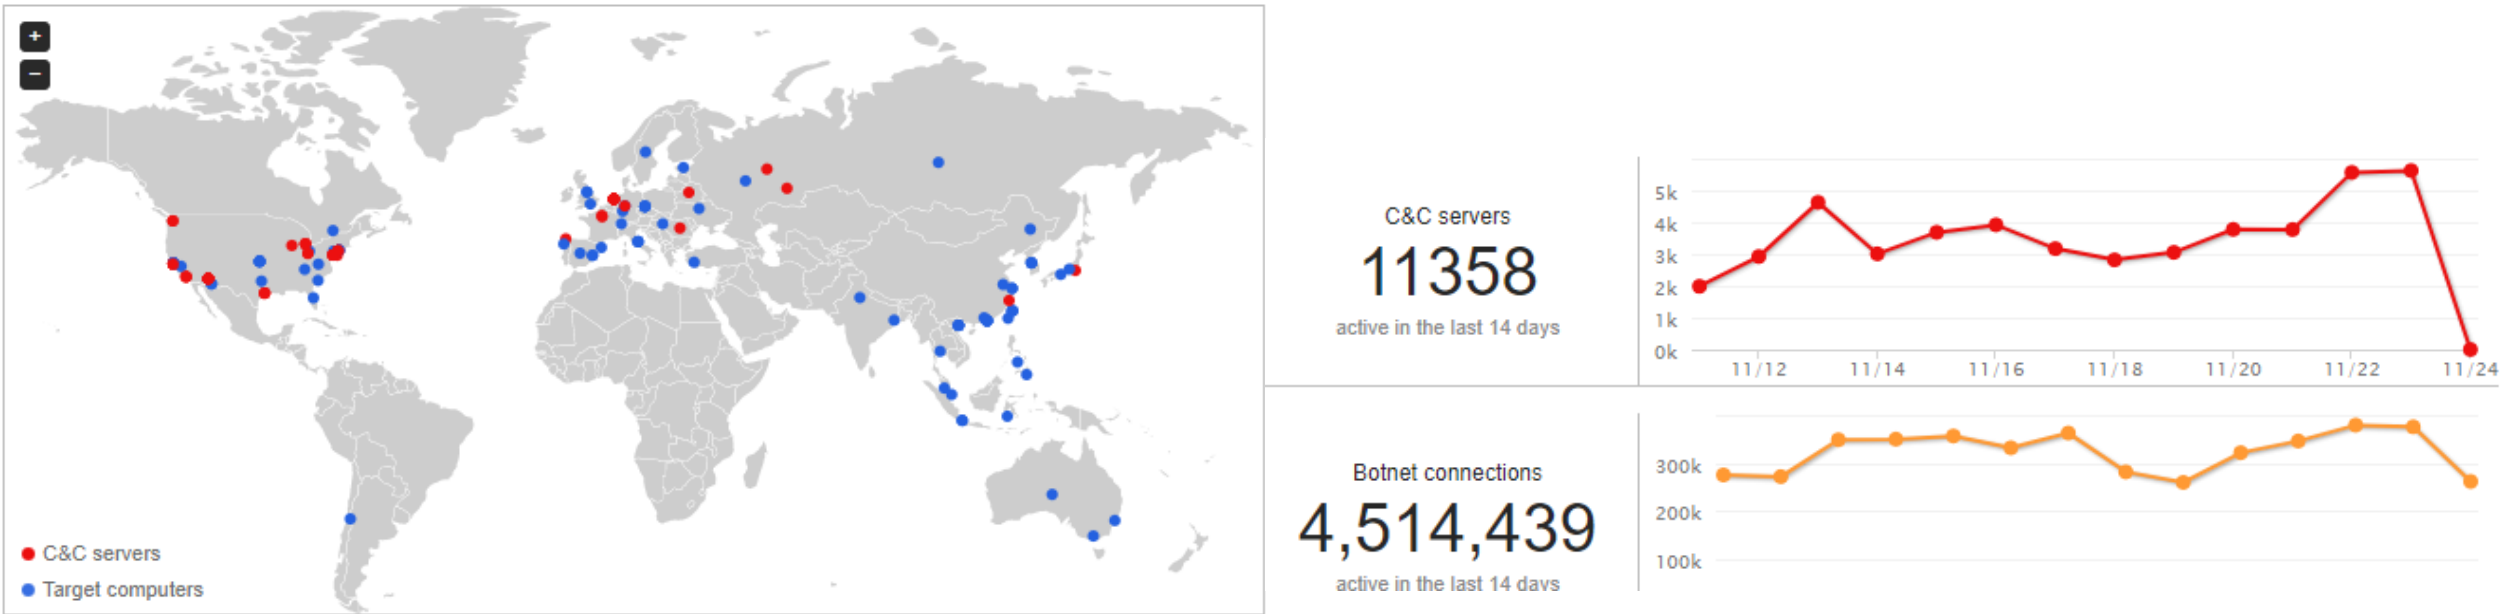 +
−
C&C servers
Target computers
C&C servers
11358
active in the last 14 days
5k
4k
3k
2k
1k
0k
11/12
11/14
11/16
11/18
11/20
11/22
11/24
Botnet connections
4,514,439
active in the last 14 days
300k
200k
100k